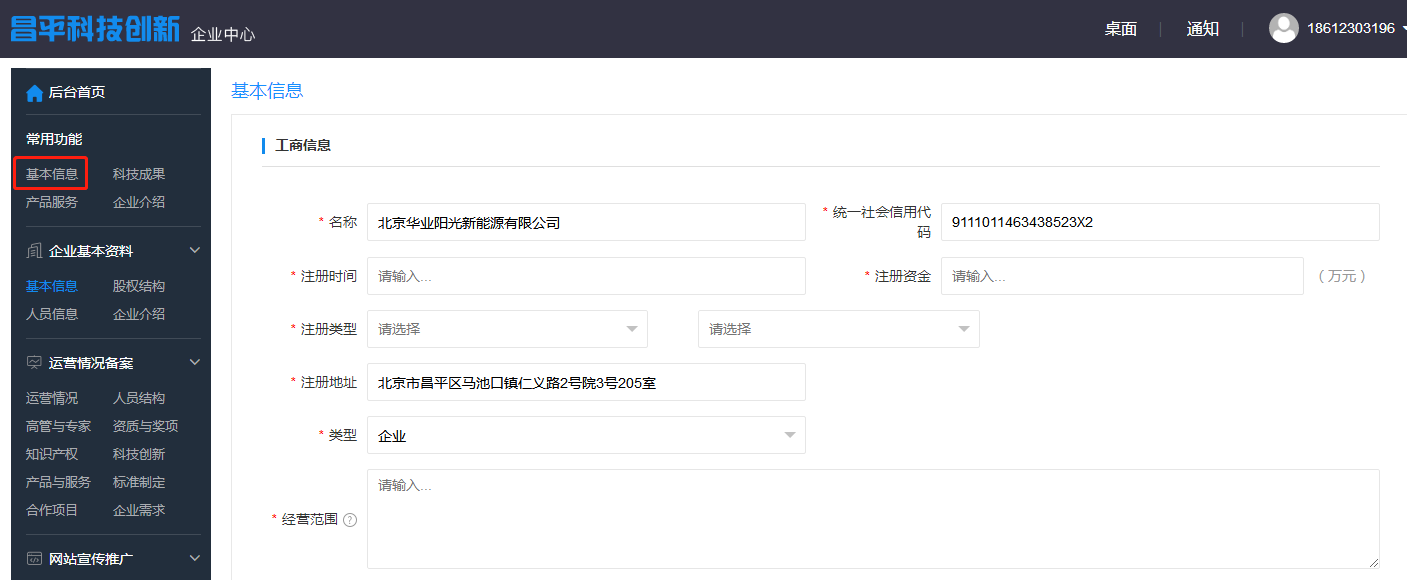 昌平科技创新 企业中心
桌面 通知 18612303196
后台首页
常用功能
基本信息 科技成果
产品服务 企业介绍
企业基本资料
基本信息 股权结构
人员信息 企业介绍
运营情况备案
运营情况 人员结构
高管与专家 资质与奖项
知识产权 科技创新
产品与服务 标准制定
合作项目 企业需求
网站宣传推广
基本信息
工商信息
* 名称 北京华业阳光新能源有限公司
* 统一社会信用代
码 9111011463438523X2
* 注册时间 请输入...
* 注册资金 请输入... （万元）
* 注册类型 请选择 请选择
* 注册地址 北京市昌平区马池口镇仁义路2号院3号205室
* 类型 企业
* 经营范围 ? 请输入...